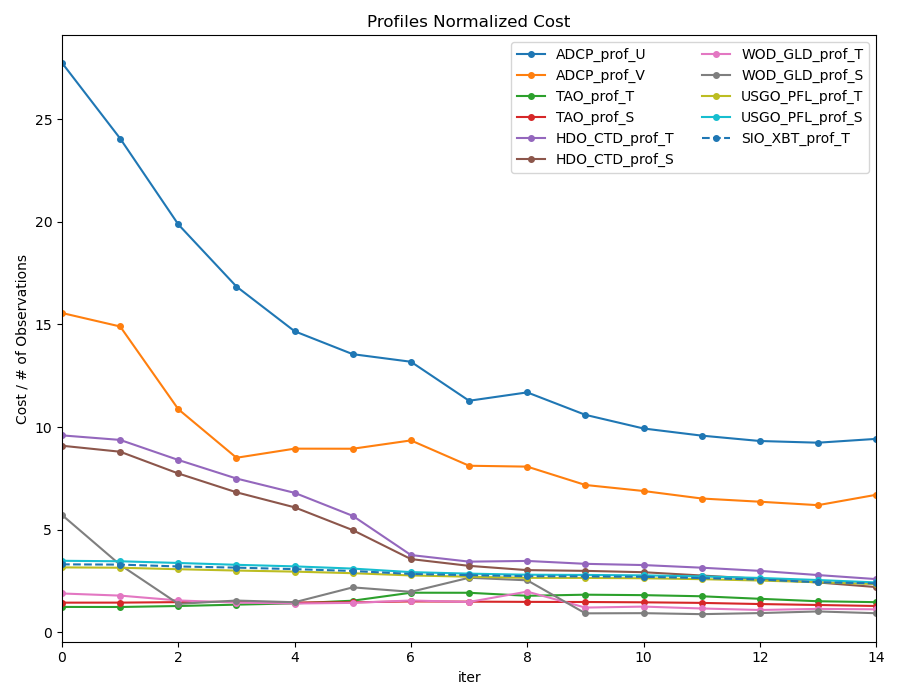 Profiles Normalized Cost
Cost / # of Observations
25
20
15
10
5
0
ADCP_prof_U
ADCP_prof_V
TAO_prof_T
TAO_prof_S
HDO_CTD_prof_T
HDO_CTD_prof_S
WOD_GLD_prof_T
WOD_GLD_prof_S
USGO_PFL_prof_T
USGO_PFL_prof_S
SIO_XBT_prof_T
0 2 4 6 8 10 12 14
iter